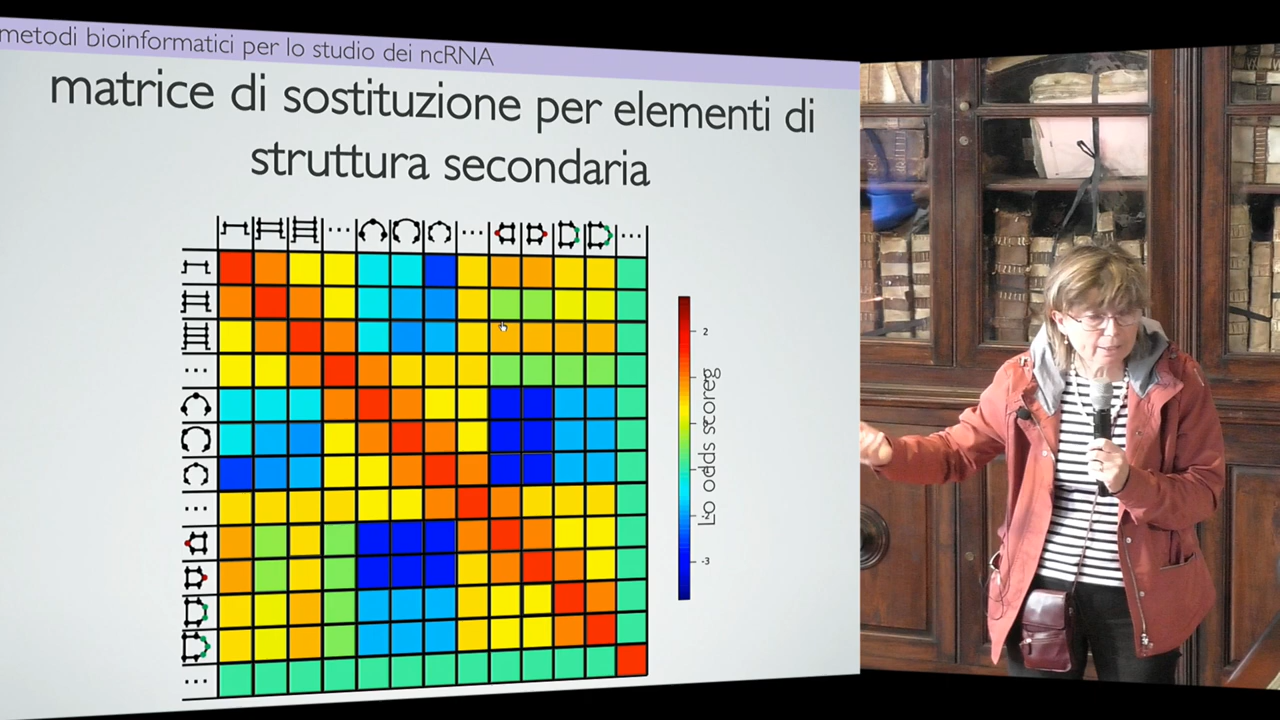 metodi bioinformatici per lo studio dei ncRNA
matrice di sostituzione per elementi di
struttura secondaria
... ... ...
2
Lo odds scoreg
-3
...
...
...